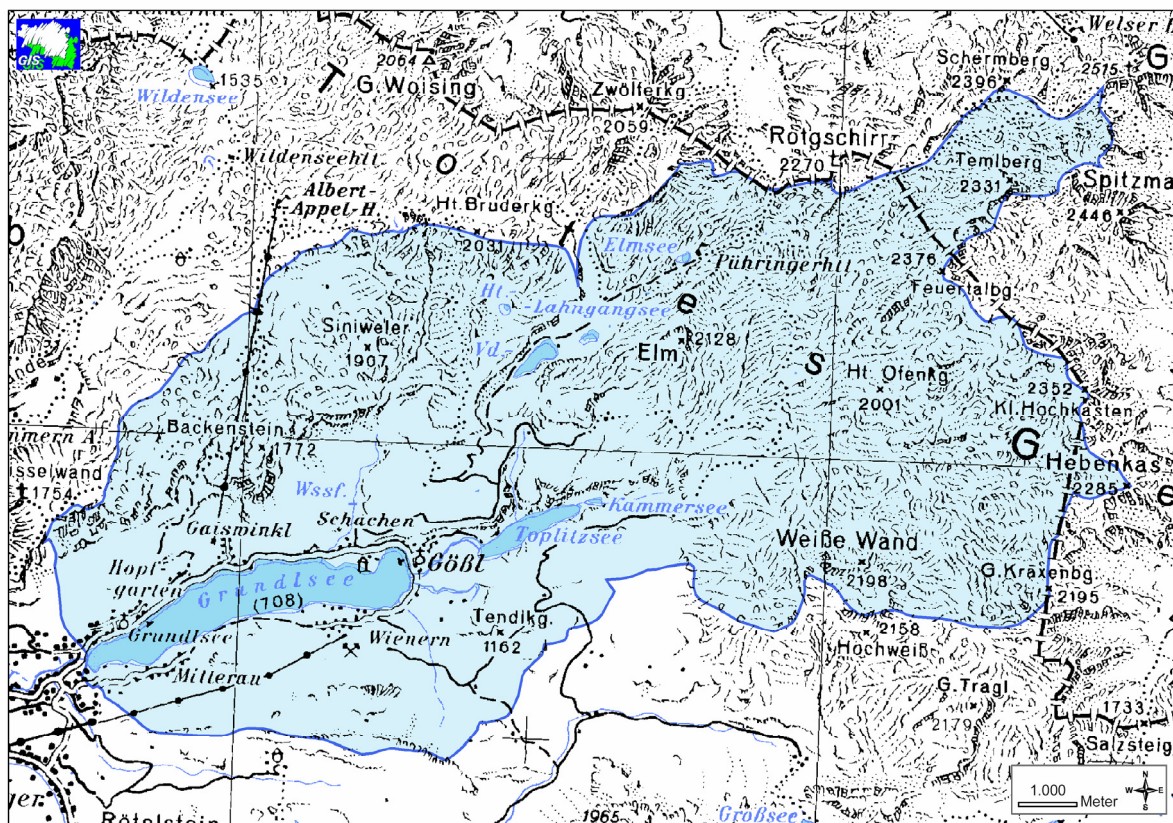 GIS
Welser
G
Schermberg
2396
2515
2064
G.Woising
T
1535
Wildensee
Zwölferkg
2059
Rotgschirr
2270
Wildenseehtt
o
Temlberg
2331
Spitzma
2446
Albert-
Appel-H.
Ht.Bruderkg.
2031
Elmsee
Pühringerhtt
2376
Feuertalbg.
e
Ht.
Lahngangsee
Vd.
Siniweler
1907
2128
Elm
s
Ht. Ofenkg
2001
2352
Kl.Hochkasten
Backenstein
1772
G
Hebenkas
2285
e
mmern A.
isselwand
1754
Wssf.
Kammersee
Schachen
Gaiswinkl
Toplitzsee
Weiße Wand
2198
Gößl
Hopf-
garten
Grundlsee
(708)
G.Kraxenbg.
2195
Grundlsee
Wienern
Tendlkg.
1162
2158
Hochweiß
Mitterau
G.Tragl
2179
1733
Salzsteig
ger.
Rötelstein
1965
Großsee
1.000
Meter
N
W
E
S